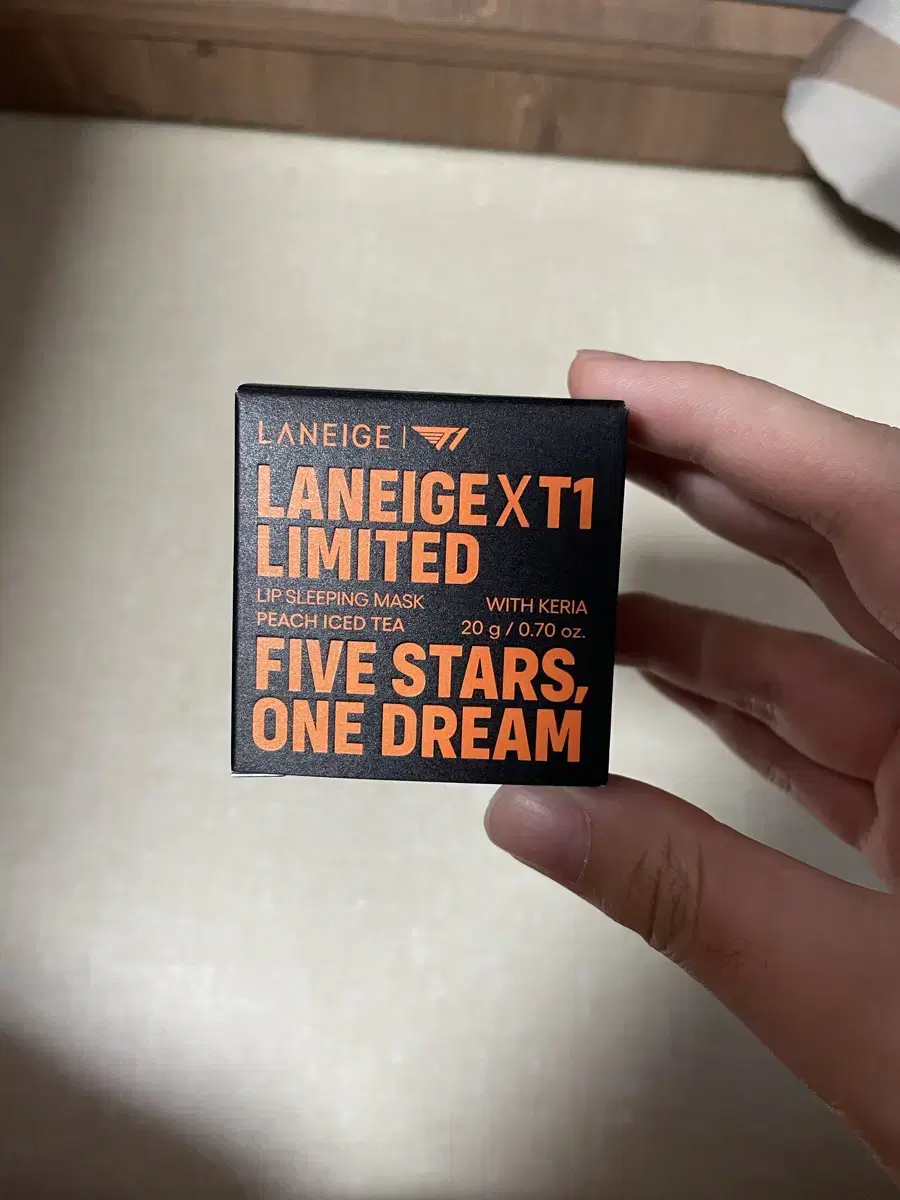 LANEIGE | T1
LANEIGE X T1
LIMITED
LIP SLEEPING MASK WITH KERIA
PEACH ICED TEA 20 g / 0.70 oz.
FIVE STARS,
ONE DREAM